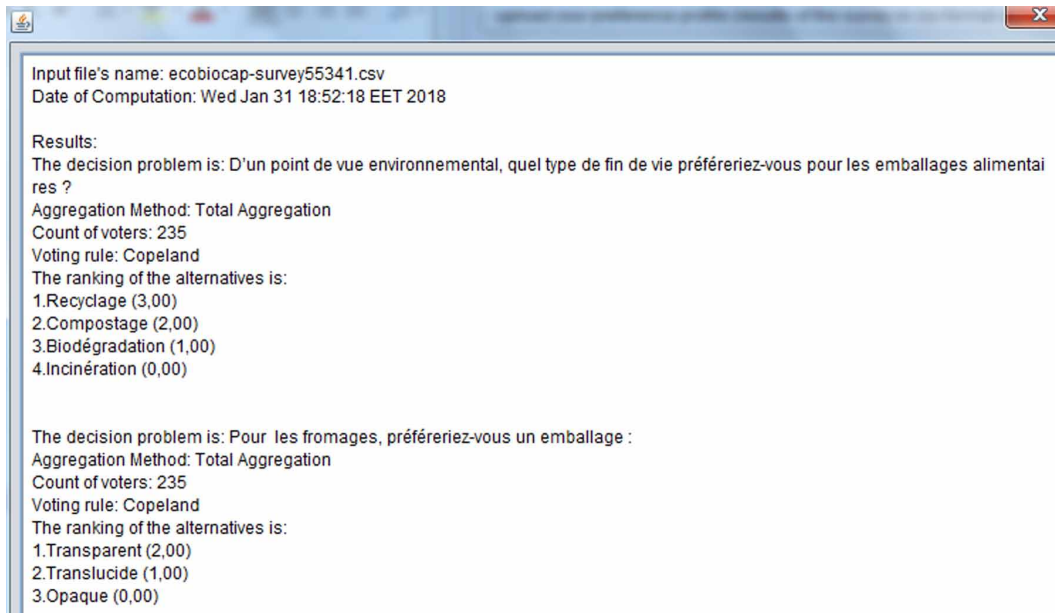 Input file's name: ecobiocap-survey55341.csv
Date of Computation: Wed Jan 31 18:52:18 EET 2018
Results:
The decision problem is: D'un point de vue environnemental, quel type de fin de vie préféreriez-vous pour les emballages alimentai
res ?
Aggregation Method: Total Aggregation
Count of voters: 235
Voting rule: Copeland
The ranking of the alternatives is:
1.Recyclage (3,00)
2.Compostage (2,00)
3.Biodégradation (1,00)
4.Incinération (0,00)
The decision problem is: Pour  les fromages, préféreriez-vous un emballage :
Aggregation Method: Total Aggregation
Count of voters: 235
Voting rule: Copeland
The ranking of the alternatives is:
1.Transparent (2,00)
2.Translucide (1,00)
3.Opaque (0,00)